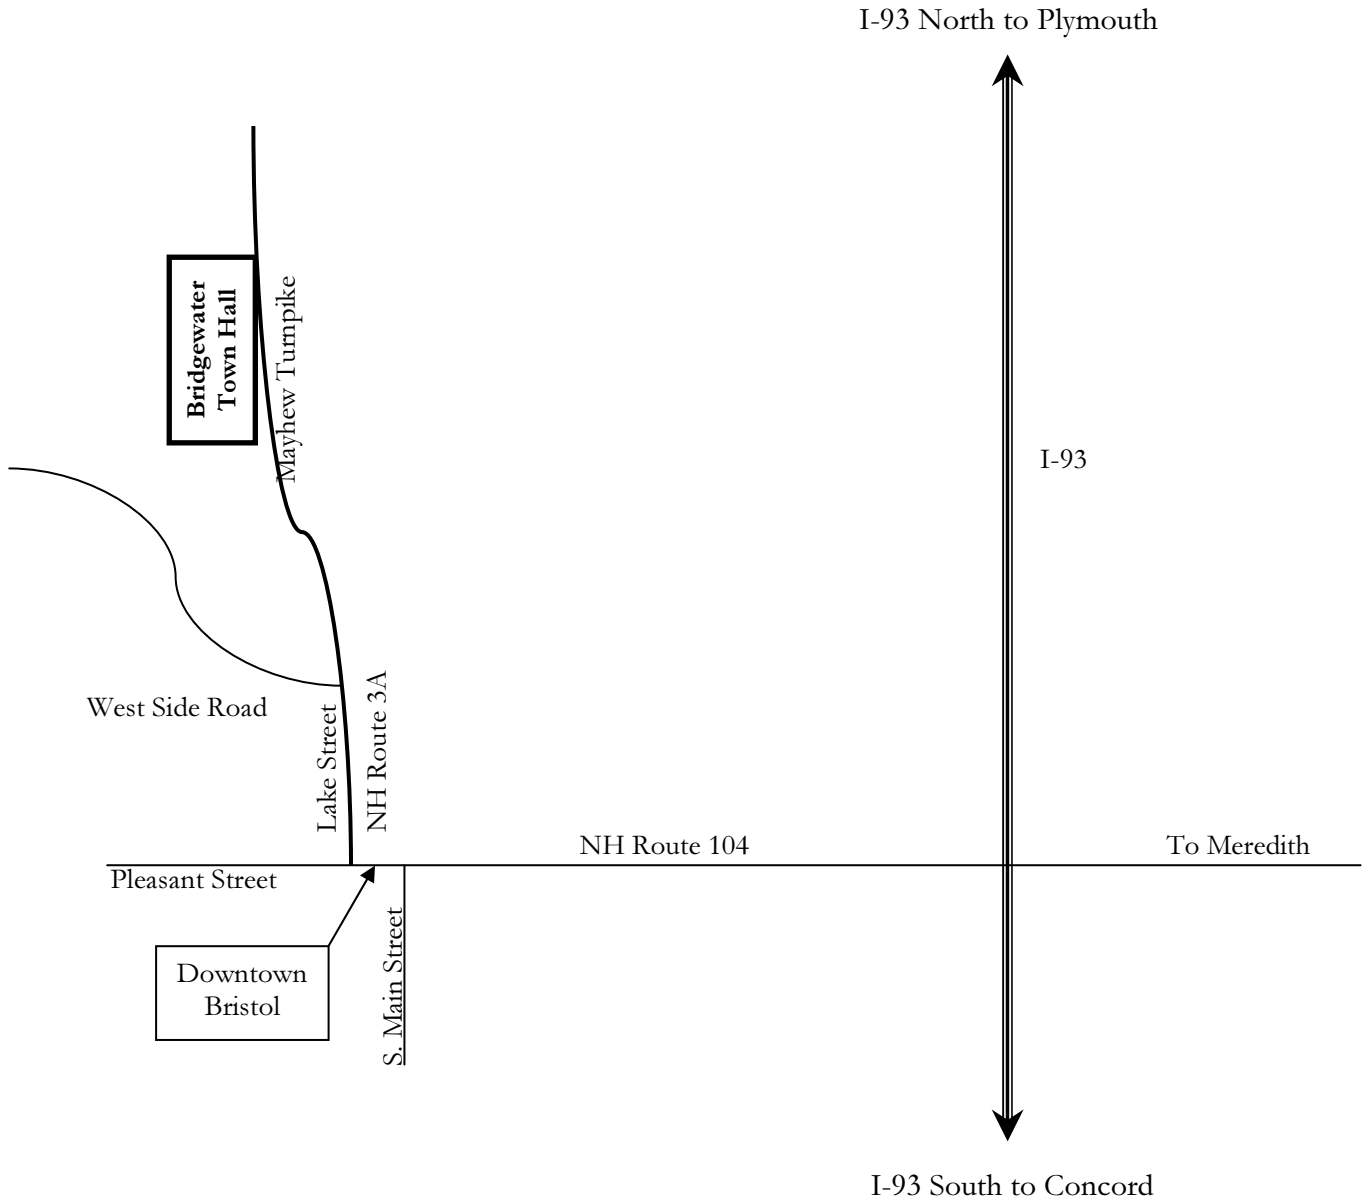 I-93 North to Plymouth
Bridgewater
Town Hall
Mayhew Turnpike
I-93
West Side Road
Lake Street
NH Route 3A
NH Route 104
To Meredith
Pleasant Street
Downtown
Bristol
S. Main Street
I-93 South to Concord